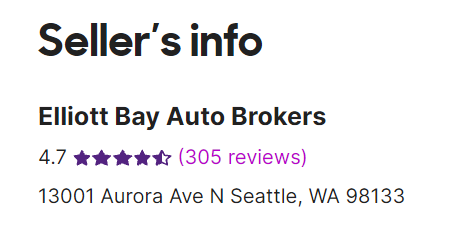 Seller’s info
Elliott Bay Auto Brokers
4.7 (305 reviews)
13001 Aurora Ave N Seattle, WA 98133